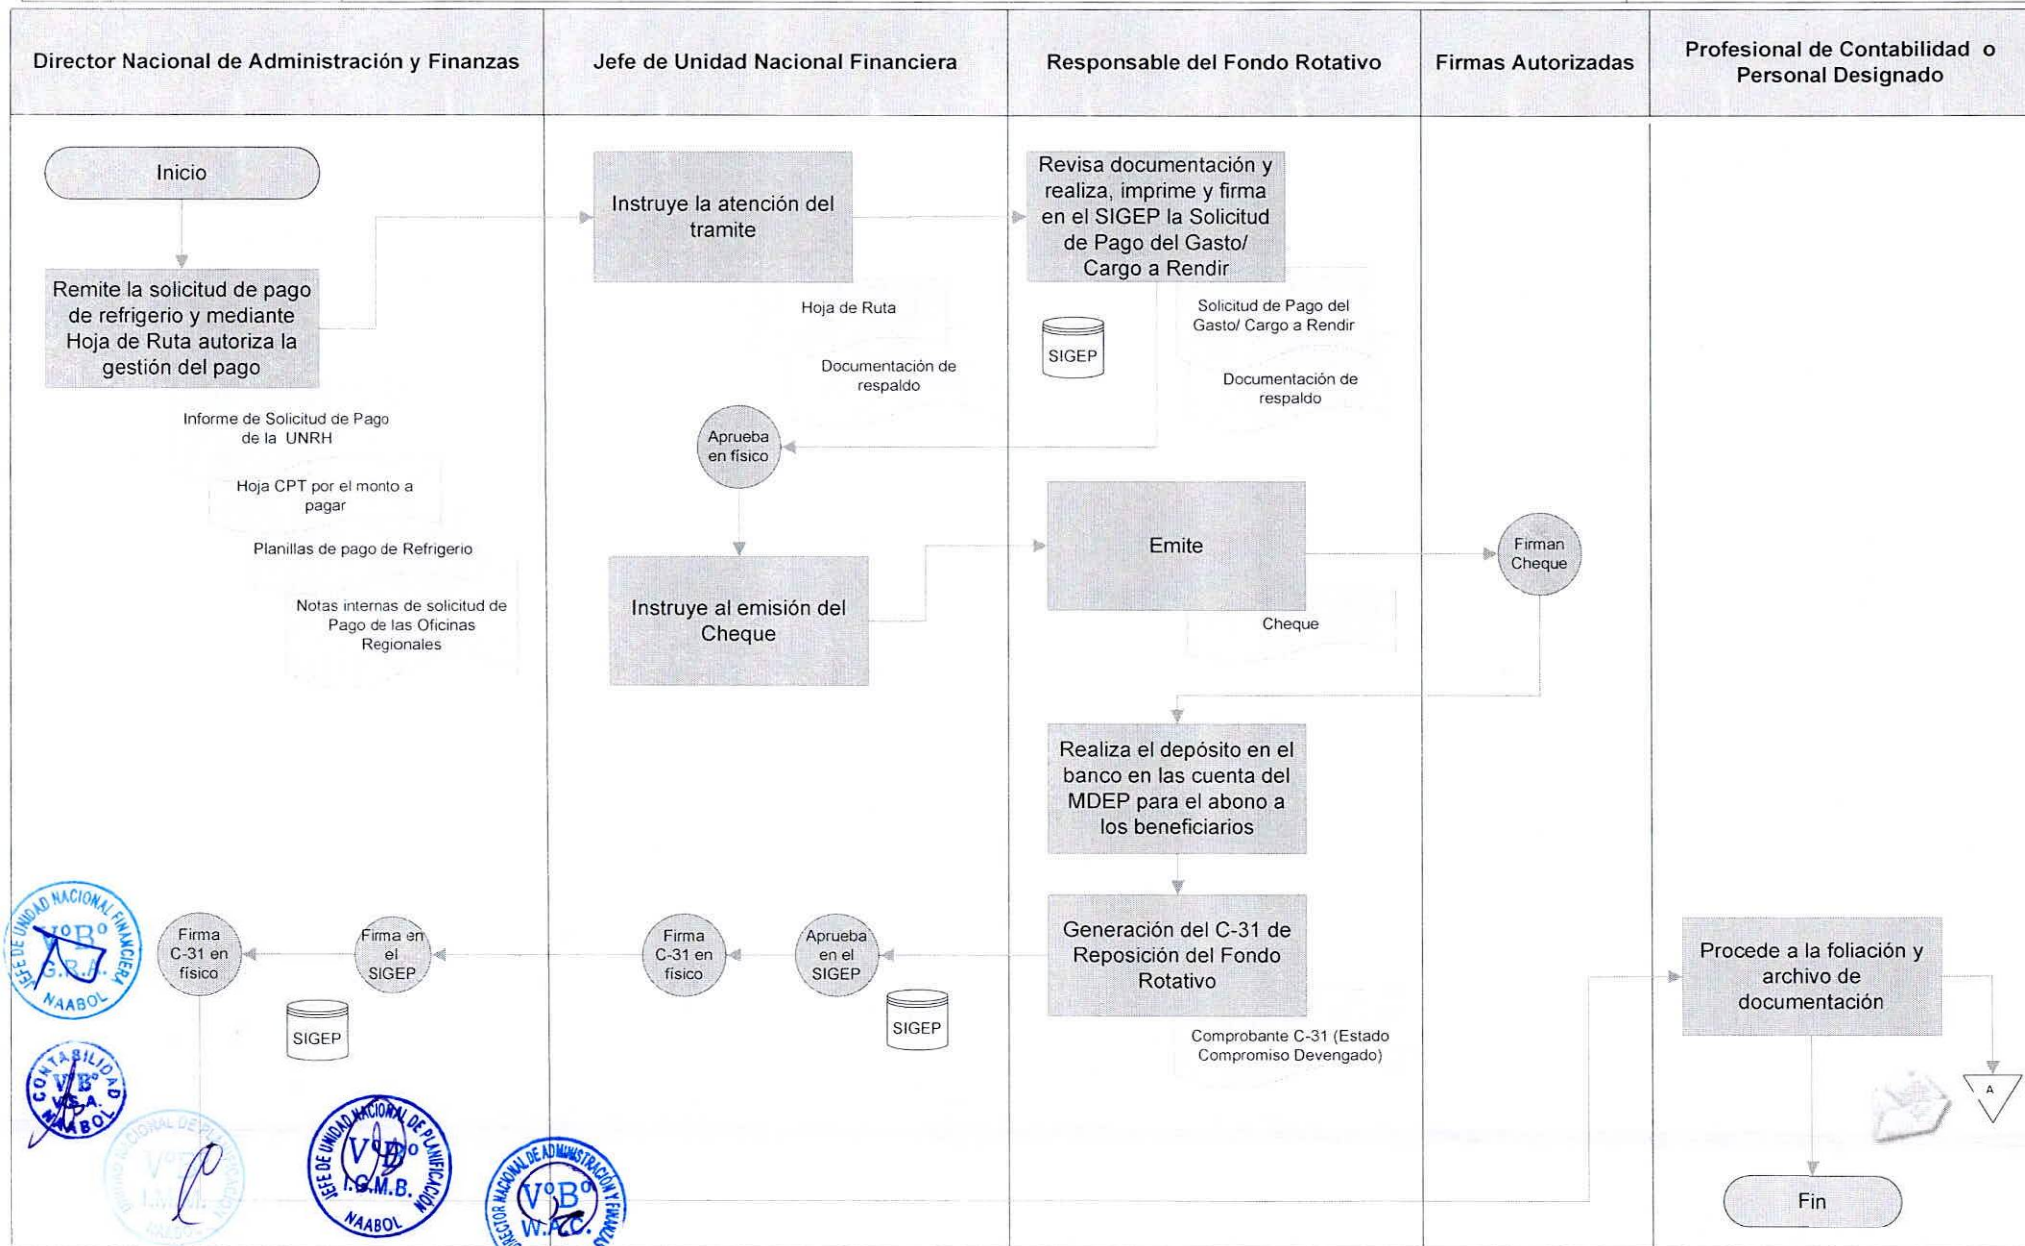 Director Nacional de Administración y Finanzas
Jefe de Unidad Nacional Financiera
Responsable del Fondo Rotativo
Firmas Autorizadas
Profesional de Contabilidad o
Personal Designado
Inicio
Remite la solicitud de pago
de refrigerio y mediante
Hoja de Ruta autoriza la
gestión del pago
Informe de Solicitud de Pago
de la UNRH
Hoja CPT por el monto a
pagar
Planillas de pago de Refrigerio
Notas internas de solicitud de
Pago de las Oficinas
Regionales
Instruye la atención del
tramite
Hoja de Ruta
Documentación de
respaldo
Revisa documentación y
realiza, imprime y firma
en el SIGEP la Solicitud
de Pago del Gasto/
Cargo a Rendir
SIGEP
Solicitud de Pago del
Gasto/ Cargo a Rendir
Documentación de
respaldo
Aprueba
en físico
Instruye al emisión del
Cheque
Emite
Cheque
Firman
Cheque
Realiza el depósito en el
banco en las cuenta del
MDEP para el abono a
los beneficiarios
Generación del C-31 de
Reposición del Fondo
Rotativo
Comprobante C-31 (Estado
Compromiso Devengado)
Aprueba
en el
SIGEP
SIGEP
Firma
C-31 en
físico
Firma en
el
SIGEP
SIGEP
Firma
C-31 en
físico
Procede a la foliación y
archivo de
documentación
A
Fin
JEFE DE UNIDAD NACIONAL FINANCIERA
VºBº
G.R.A.
NAABOL
CONTABILIDAD
VºBº
V.S.A.
NAABOL
NACIONAL DE PLANIFICACIÓN
VºBº
JEFE DE UNIDAD NACIONAL DE PLANIFICACIÓN
VºBº
I.G.M.B.
NAABOL
DIRECTOR NACIONAL DE ADMINISTRACIÓN Y FINANZAS
VºBº
W.A.C.